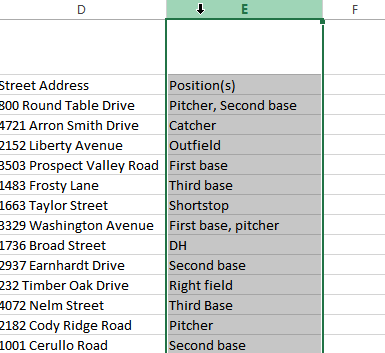 D E F
Street Address Position(s)
800 Round Table Drive Pitcher, Second base
4721 Arron Smith Drive Catcher
2152 Liberty Avenue Outfield
3503 Prospect Valley Road First base
1483 Frosty Lane Third base
1663 Taylor Street Shortstop
3329 Washington Avenue First base, pitcher
1736 Broad Street DH
2937 Earnhardt Drive Second base
232 Timber Oak Drive Right field
4072 Nelm Street Third Base
2182 Cody Ridge Road Pitcher
1001 Cerullo Road Second base